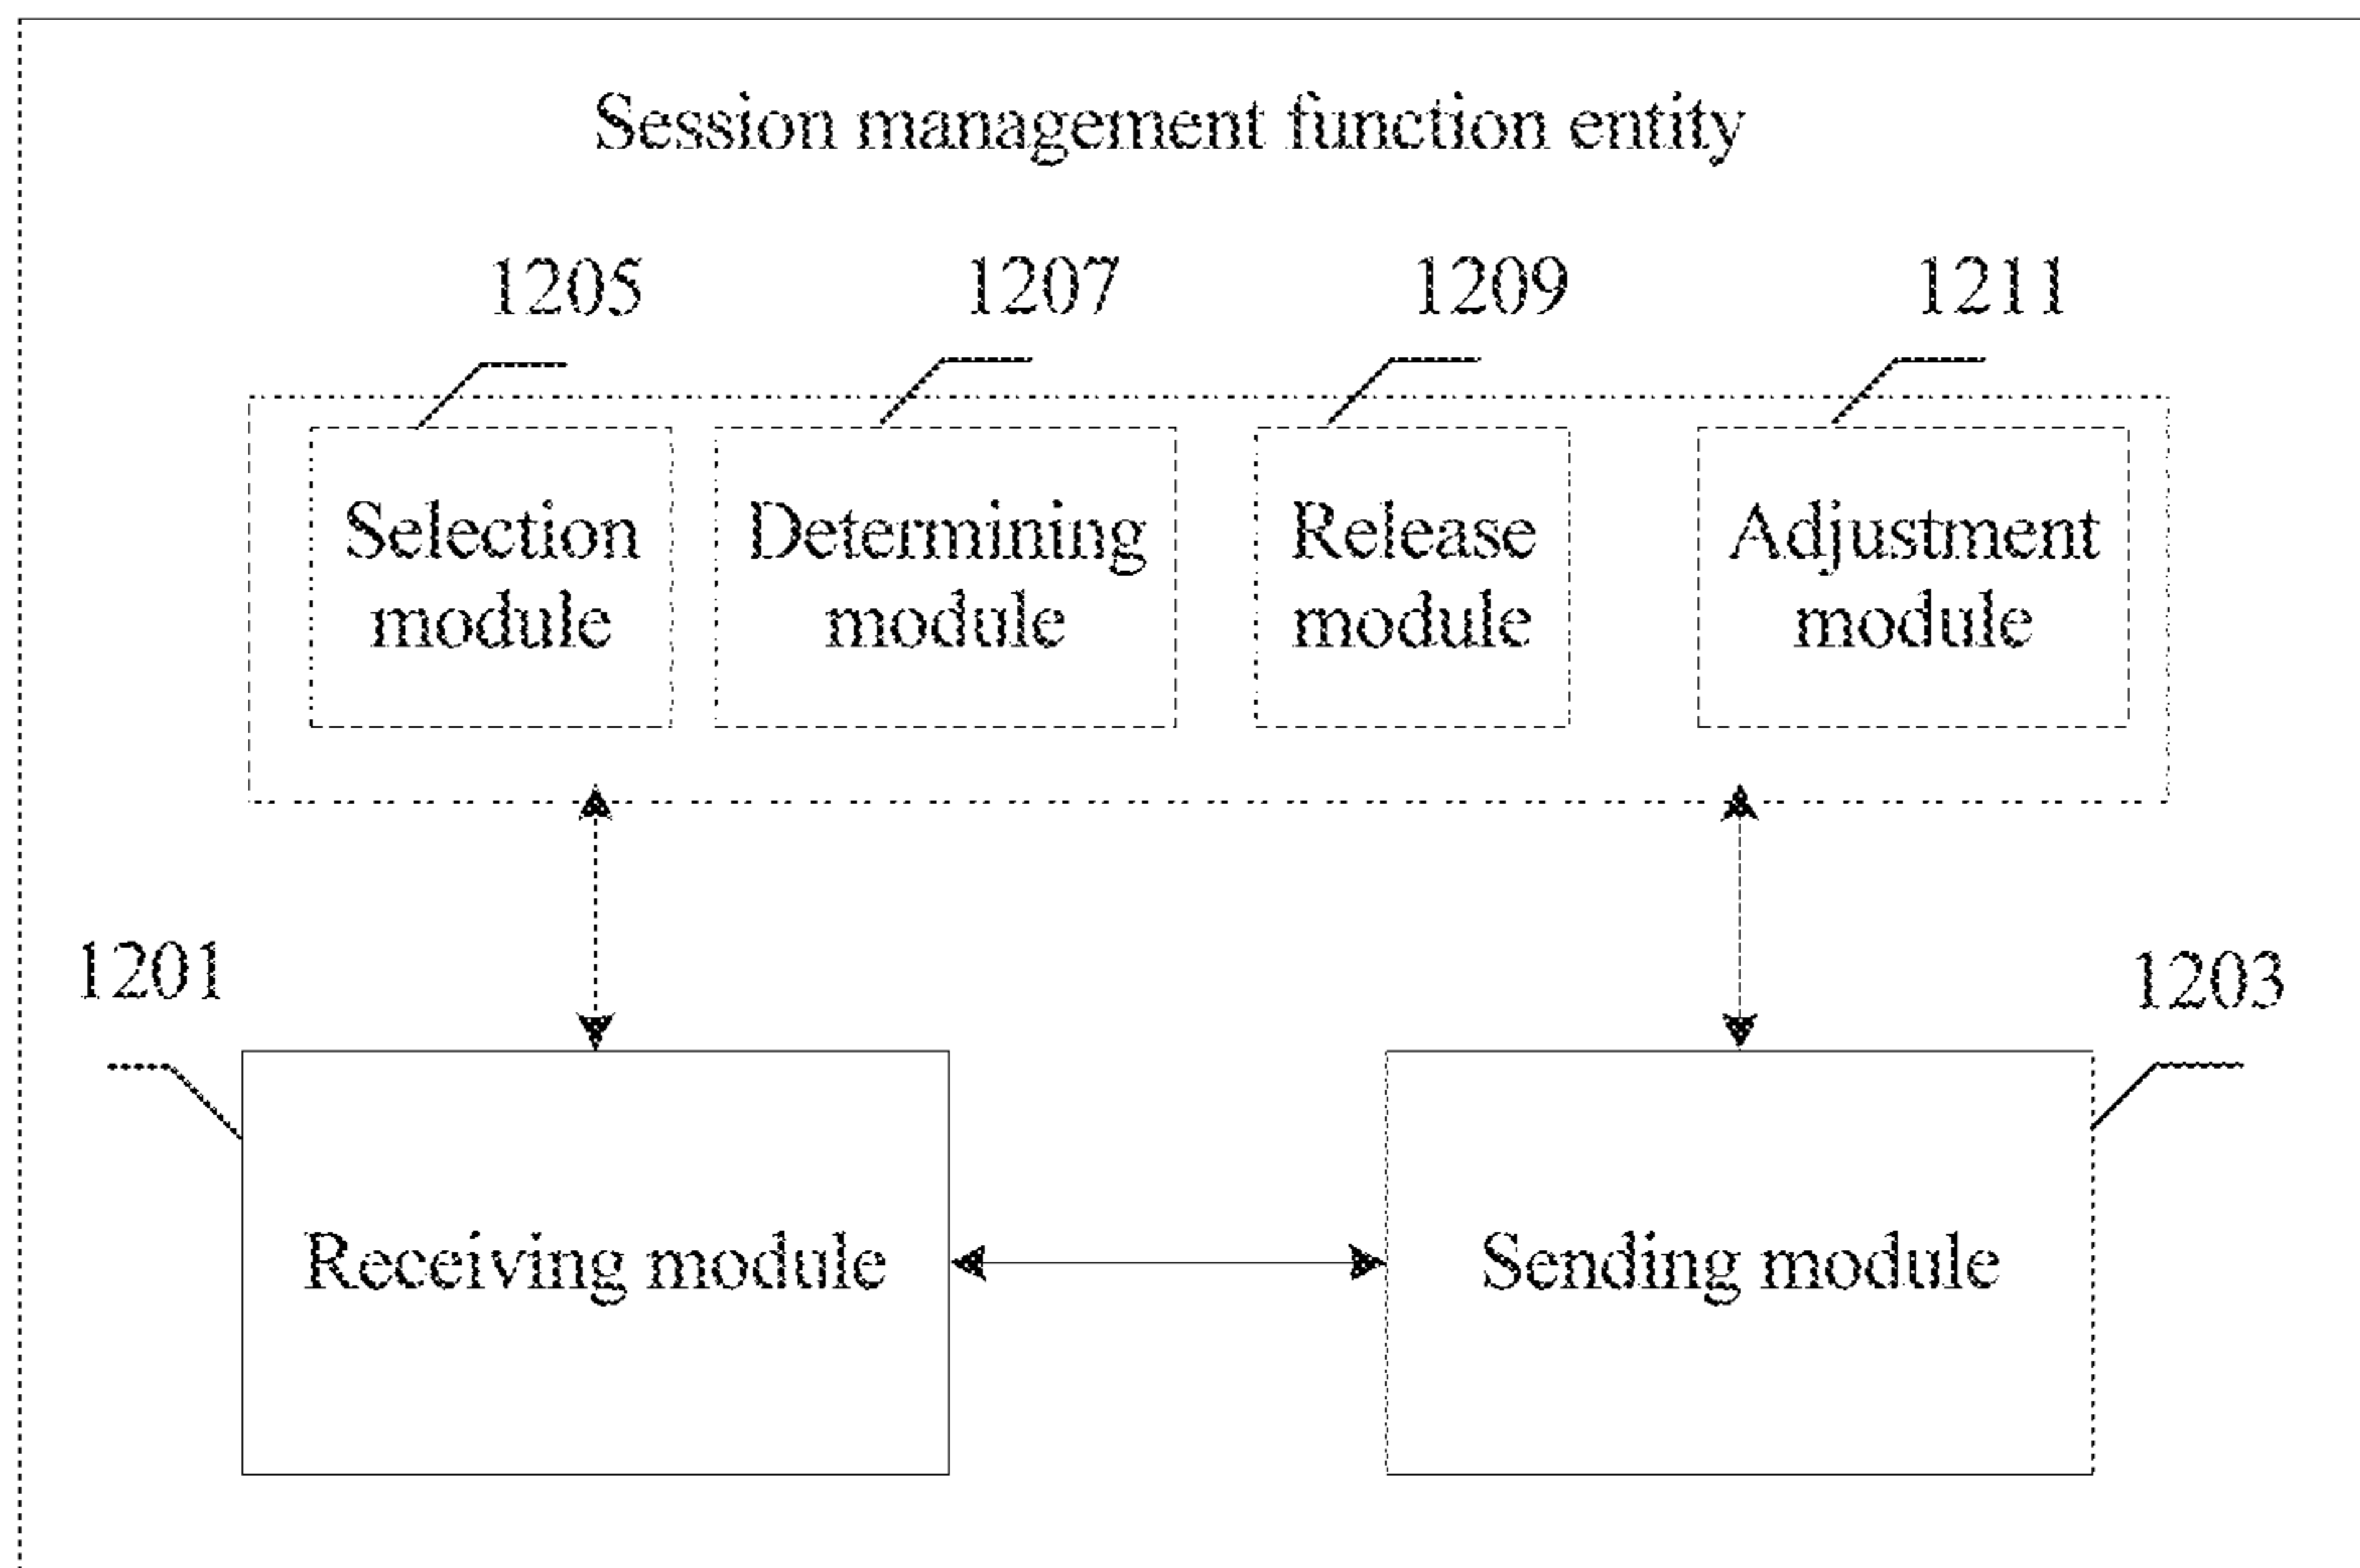 Session management function entity
1205 1207 1209 1211
Selection Determining Release Adjustment
module module module module
1201 1203
Receiving module Sending module